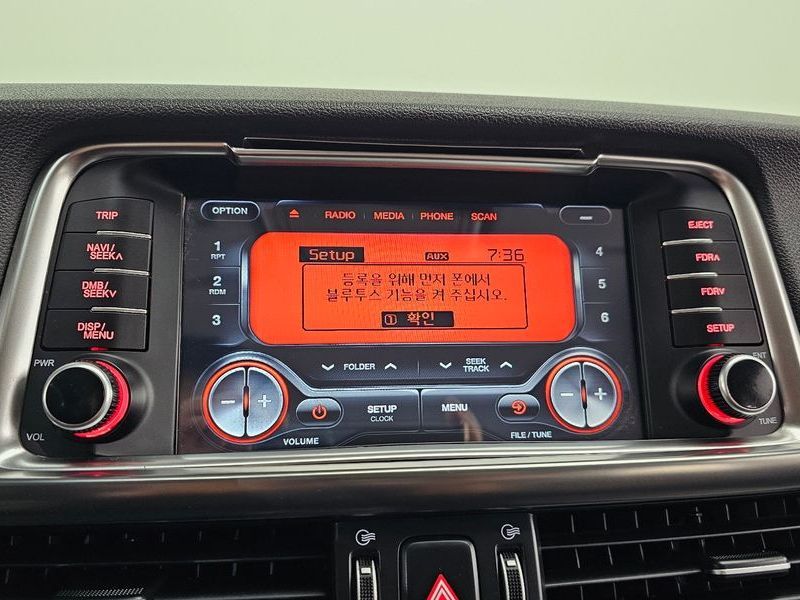 TRIP
NAVI/
SEEK∧
DMB/
SEEK∨
DISP/
MENU
PWR
VOL
OPTION
RADIO MEDIA PHONE SCAN
1
RPT
2
RDM
3
Setup AUX 7:36
등록을 위해 먼저 폰에서
블루투스 기능을 켜 주십시오.
1 확인
4
5
6
FOLDER
SEEK
TRACK
SETUP
CLOCK
MENU
VOLUME
FILE/TUNE
EJECT
FDR∧
FDR∨
SETUP
ENT
TUNE